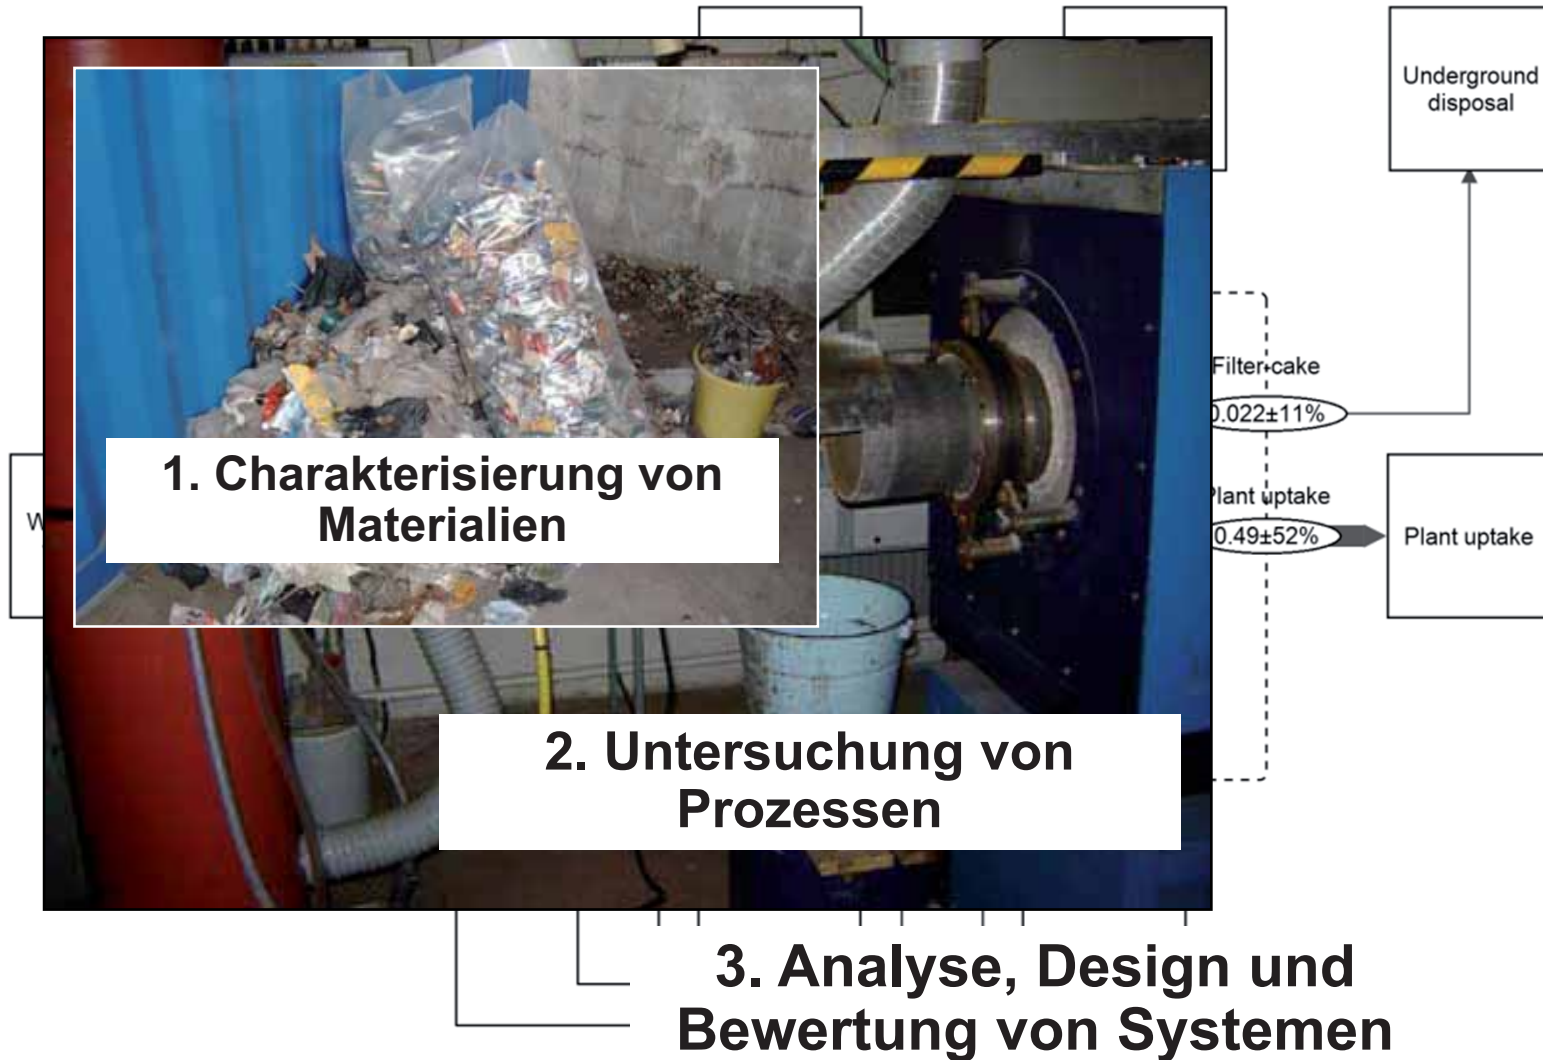 Underground
disposal
Filter-cake
0.022±11%
Plant uptake
0.49±52%
Plant uptake
1. Charakterisierung von
Materialien
2. Untersuchung von
Prozessen
3. Analyse, Design und
Bewertung von Systemen